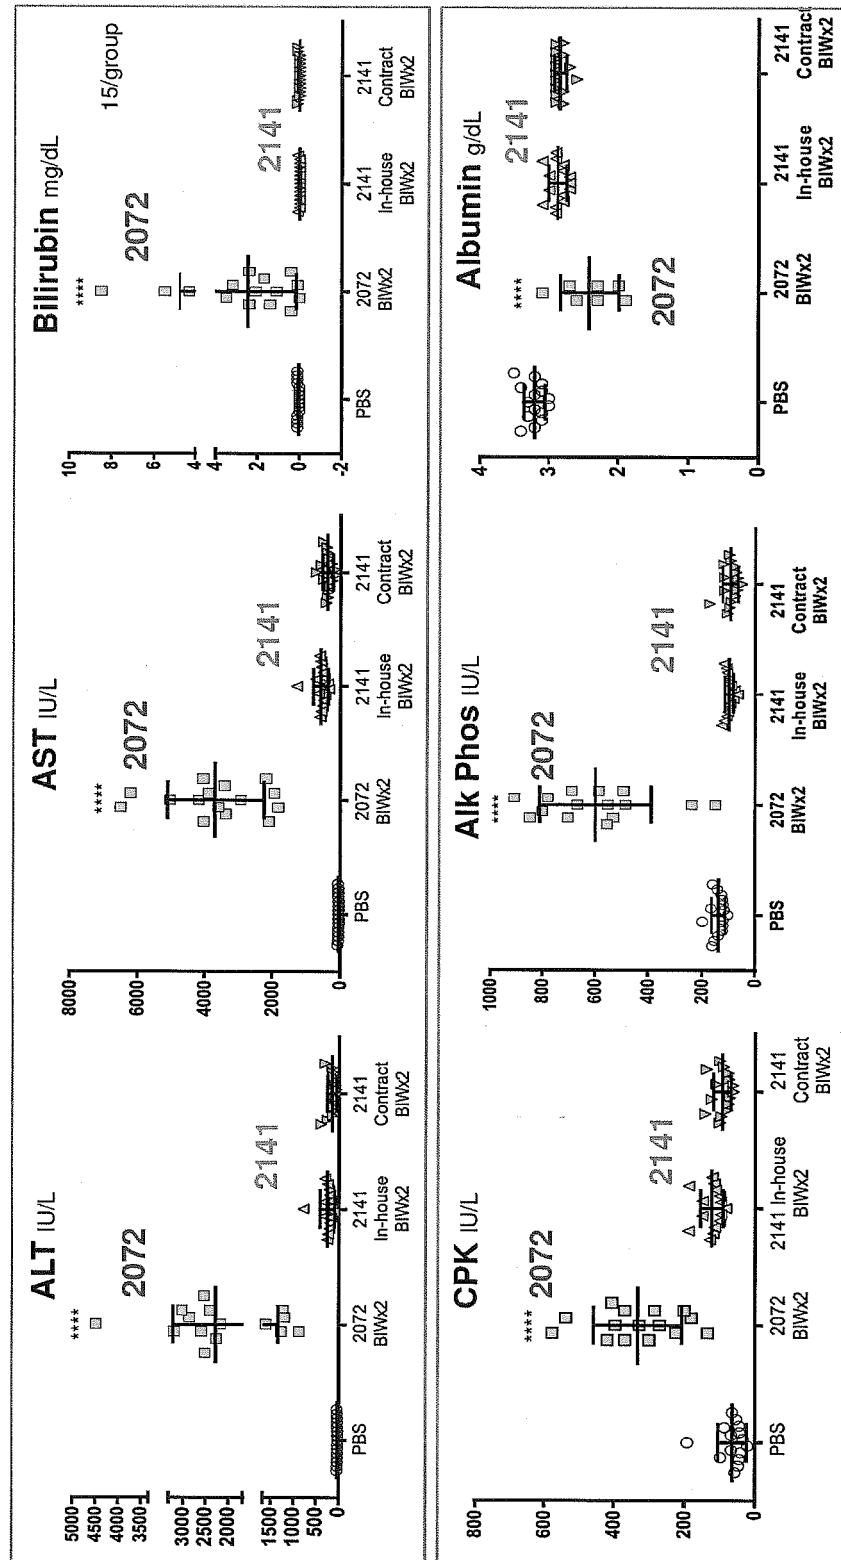 ALT IU/L
5000
4500
3500
3000
2500
2000
1500
1000
500
0
****
2072
2141
PBS
2072
BIWx2
2141
In-house
BIWx2
2141
Contract
BIWx2
AST IU/L
8000
6000
4000
2000
0
****
2072
2141
PBS
2072
BIWx2
2141
In-house
BIWx2
2141
Contract
BIWx2
Bilirubin mg/dL
15/group
10
8
6
4
4
2
0
-2
****
2072
2141
PBS
2072
BIWx2
2141
In-house
BIWx2
2141
Contract
BIWx2
CPK IU/L
800
600
400
200
0
****
2072
2141
PBS
2072
BIWx2
2141 In-house
BIWx2
2141
Contract
BIWx2
Alk Phos IU/L
1000
800
600
400
200
0
****
2072
2141
PBS
2072
BIWx2
2141
In-house
BIWx2
2141
Contract
BIWx2
Albumin g/dL
4
3
2
1
0
****
2072
2141
PBS
2072
BIWx2
2141
In-house
BIWx2
2141
Contract
BIWx2